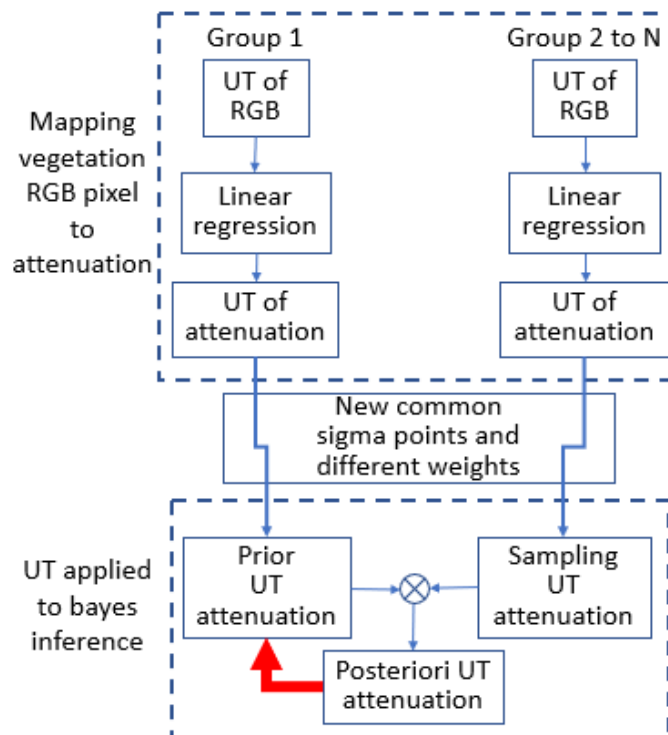 Group 1
Group 2 to N
UT of
RGB
UT of
RGB
Mapping
vegetation
RGB pixel
to
attenuation
Linear
regression
Linear
regression
UT of
attenuation
UT of
attenuation
New common
sigma points and
different weights
UT applied
to bayes
inference
Prior
UT
attenuation
Sampling
UT
attenuation
Posteriori UT
attenuation